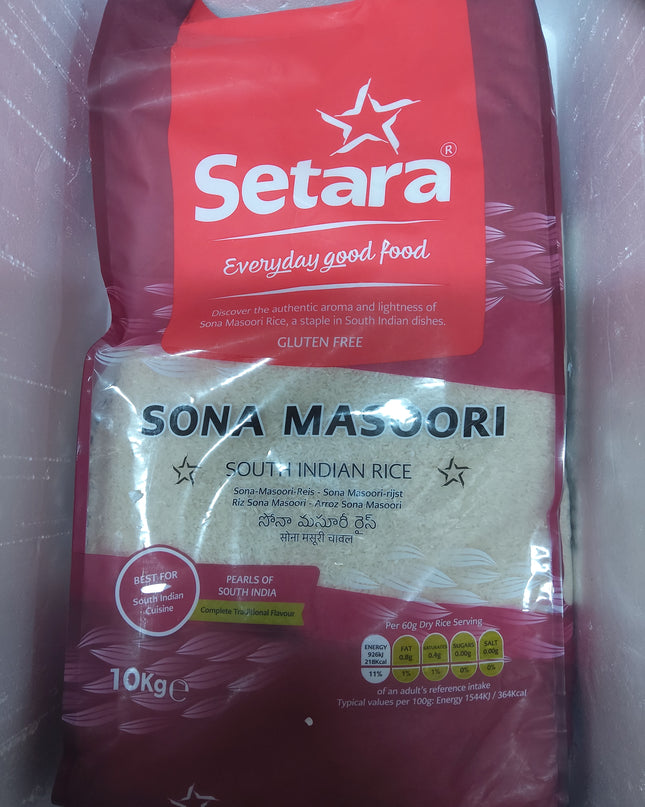 Setara®
Everyday good food
Discover the authentic aroma and lightness of
Sona Masoori Rice, a staple in South Indian dishes.
GLUTEN FREE
SONA MASOORI
SOUTH INDIAN RICE
Sona-Masoori-Reis - Sona Masoori-rijst
Riz Sona Masoori - Arroz Sona Masoori
సోనా మసూరీ రైస్
सोना मसूरी चावल
BEST FOR
South Indian
Cuisine
PEARLS OF
SOUTH INDIA
Complete Traditional Flavour
10Kg℮
Per 60g Dry Rice Serving
ENERGY
926kJ
218Kcal
11%
FAT
0.8g
1%
SATURATES
0.4g
1%
SUGARS
0.00g
0%
SALT
0.00g
0%
of an adult's reference intake
Typical values per 100g: Energy 1544KJ / 364Kcal